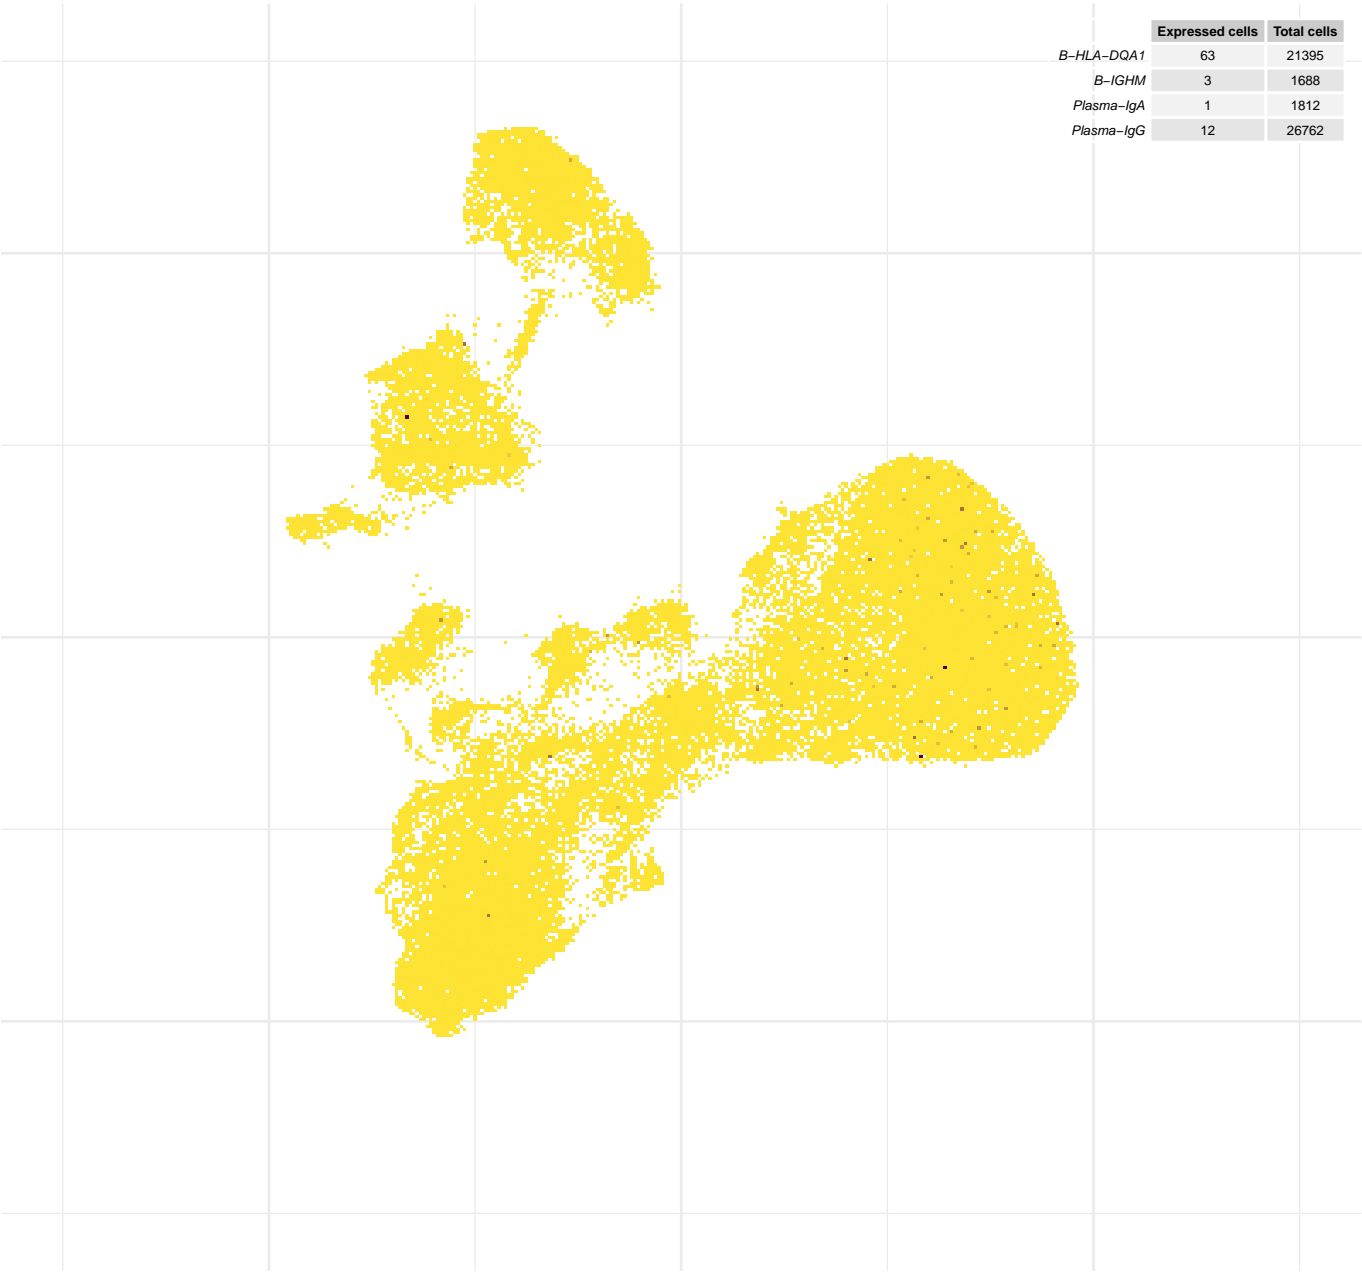 Expressed cells Total cells
B−HLA−DQA1 63 21395
B−IGHM 3 1688
Plasma−IgA 1 1812
Plasma−IgG 12 26762